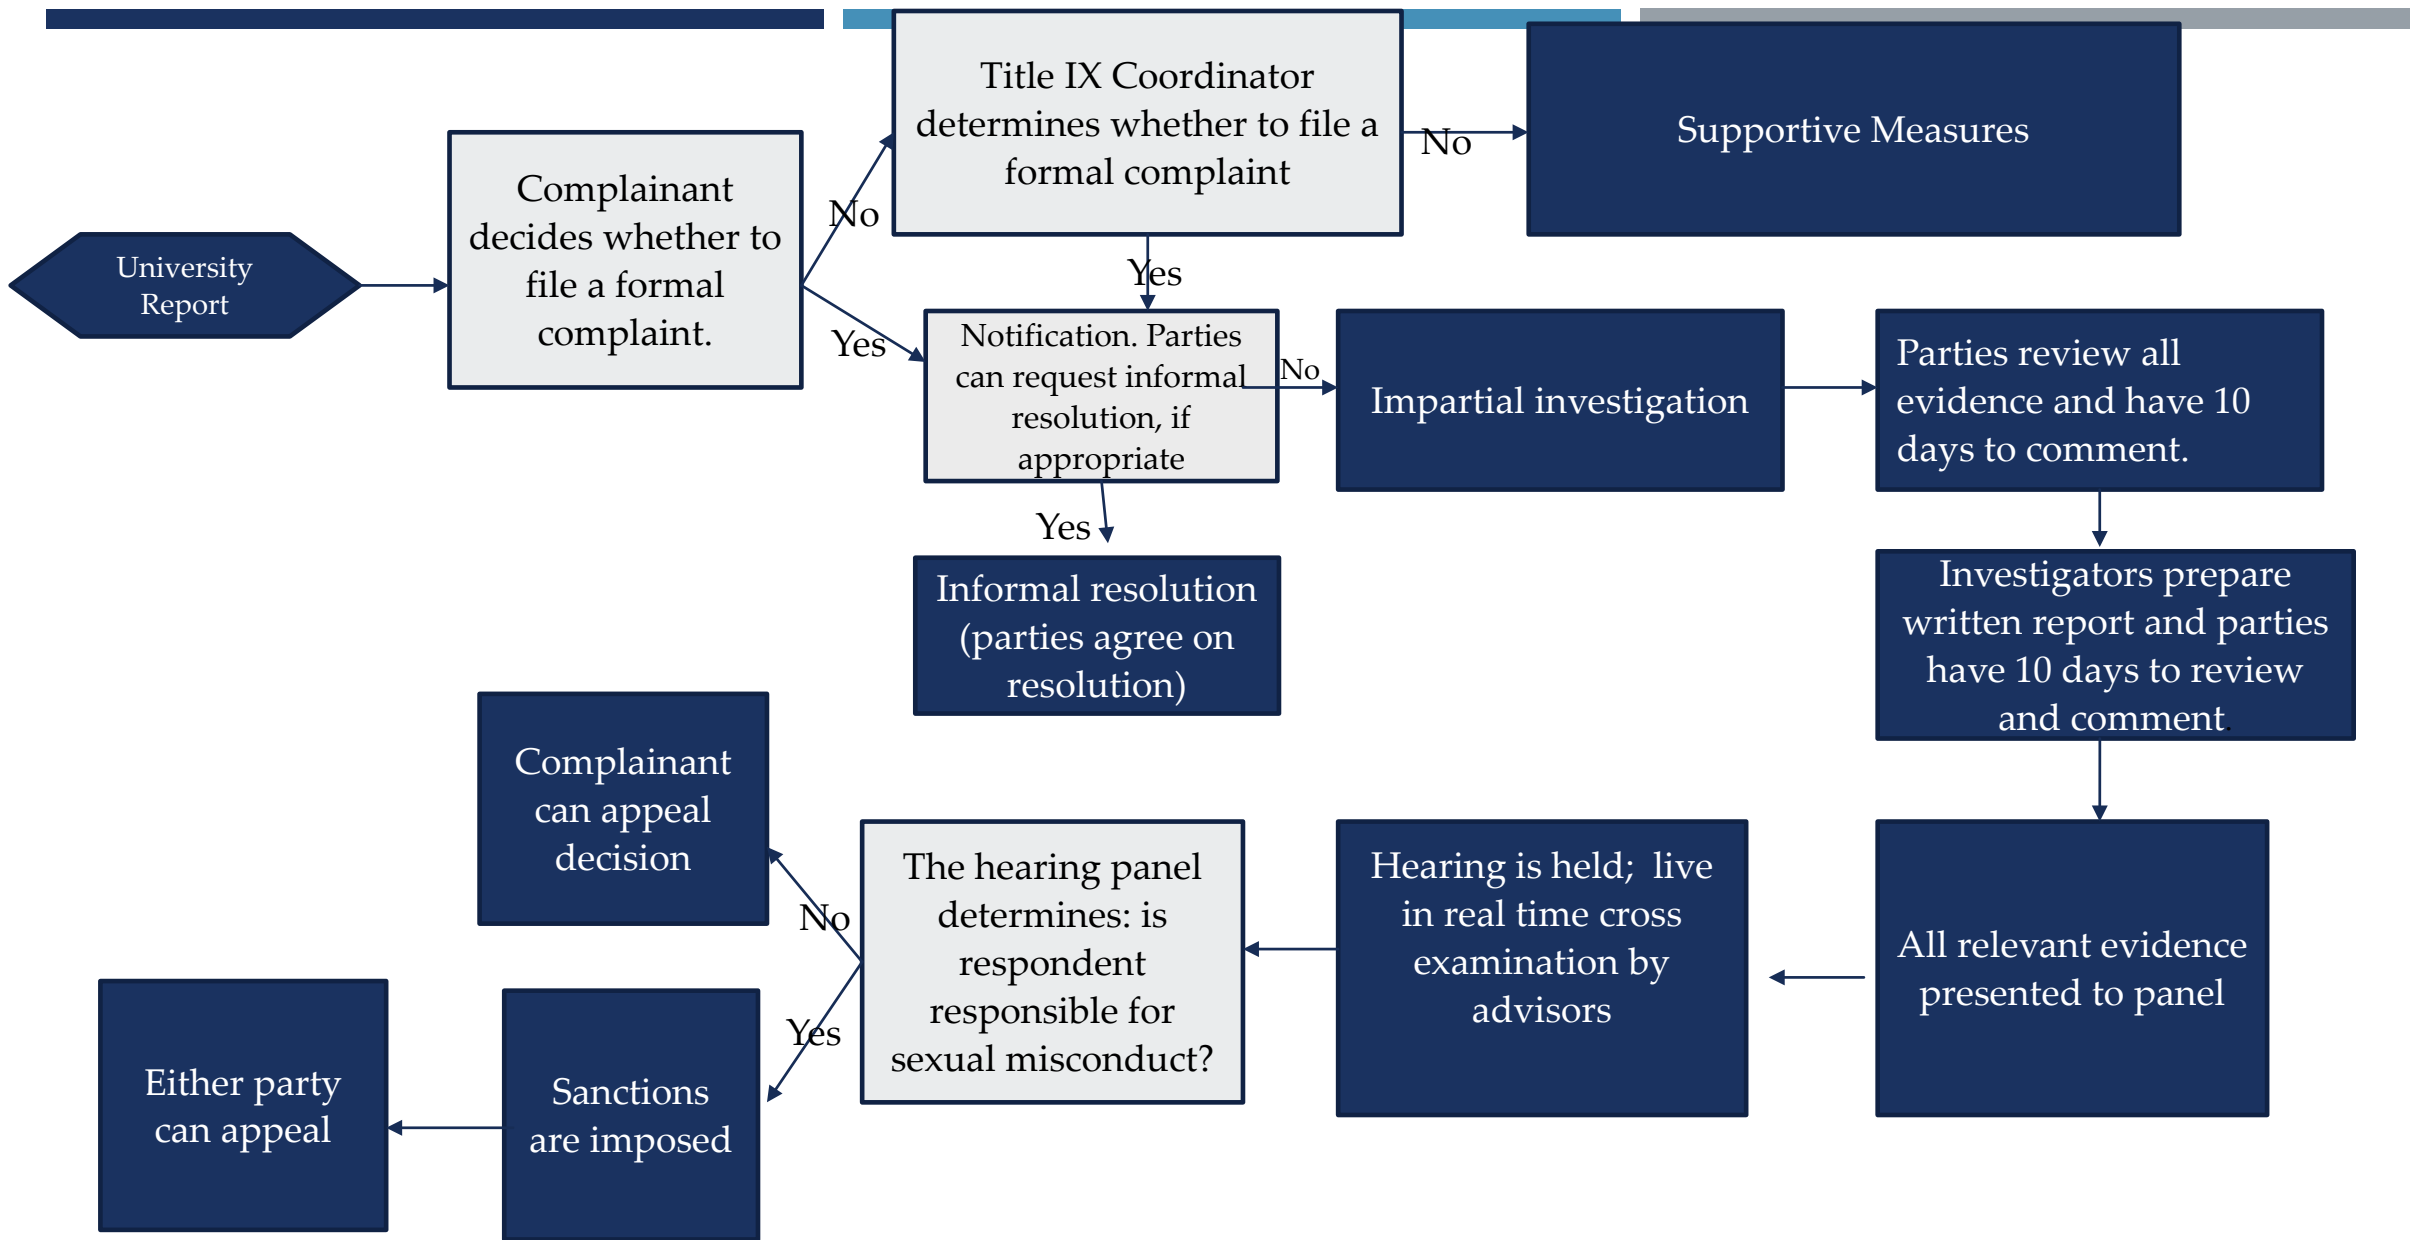 University
Report
Complainant
decides whether to
file a formal
complaint.
No
Yes
Title IX Coordinator
determines whether to file a
formal complaint
No
Supportive Measures
Yes
Notification. Parties
can request informal
resolution, if
appropriate
No
Impartial investigation
Parties review all
evidence and have 10
days to comment.
Yes
Informal resolution
(parties agree on
resolution)
Investigators prepare
written report and parties
have 10 days to review
and comment.
All relevant evidence
presented to panel
Hearing is held;  live
in real time cross
examination by
advisors
The hearing panel
determines: is
respondent
responsible for
sexual misconduct?
No
Complainant
can appeal
decision
Yes
Sanctions
are imposed
Either party
can appeal